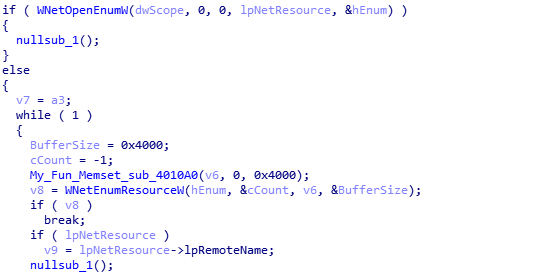 if ( WNetOpenEnumW(dwScope, 0, 0, lpNetResource, &hEnum) )
{
nullsub_1();
}
else
{
v7 = a3;
while ( 1 )
{
BufferSize = 0x4000;
cCount = -1;
My_Fun_Memset_sub_4010A0(v6, 0, 0x4000);
v8 = WNetEnumResourceW(hEnum, &cCount, v6, &BufferSize);
if ( v8 )
break;
if ( lpNetResource )
v9 = lpNetResource->lpRemoteName;
nullsub_1();